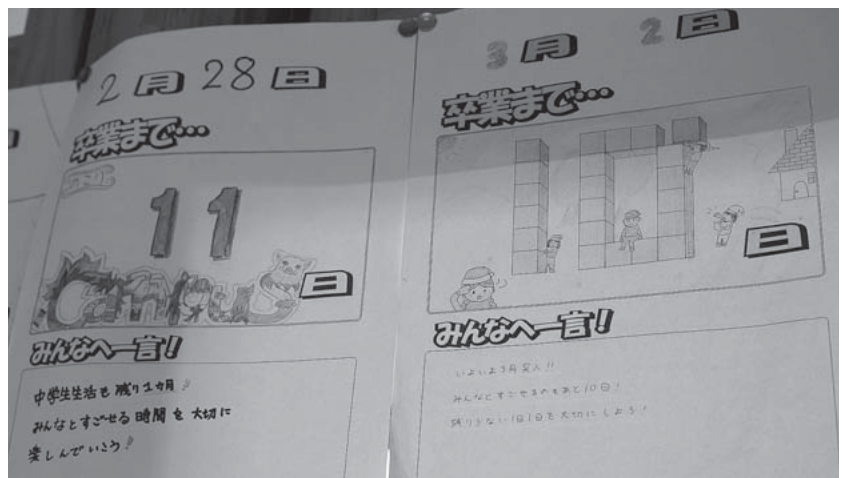 2月28日
卒業まで…
11
日
みんなへ一言!
中学生生活も残り1ヵ月!!
みんなとすごせる時間を大切に
楽しんでいこう!!
3月2日
卒業まで…
10
日
みんなへ一言!
いよいよ3月突入!!
みんなとすごせるのもあと10日!
残り少ない1日1日を大切にしよう!